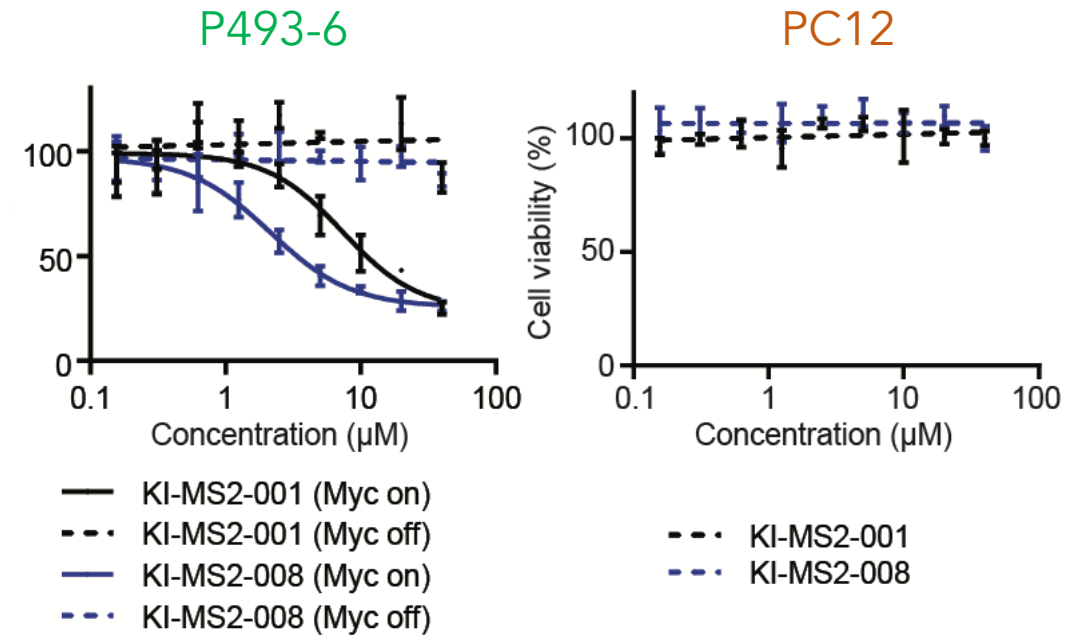 P493-6
100
50
0
0.1 1 10 100
Concentration (µM)
KI-MS2-001 (Myc on)
KI-MS2-001 (Myc off)
KI-MS2-008 (Myc on)
KI-MS2-008 (Myc off)
PC12
Cell viability (%)
100
50
0
0.1 1 10 100
Concentration (µM)
KI-MS2-001
KI-MS2-008